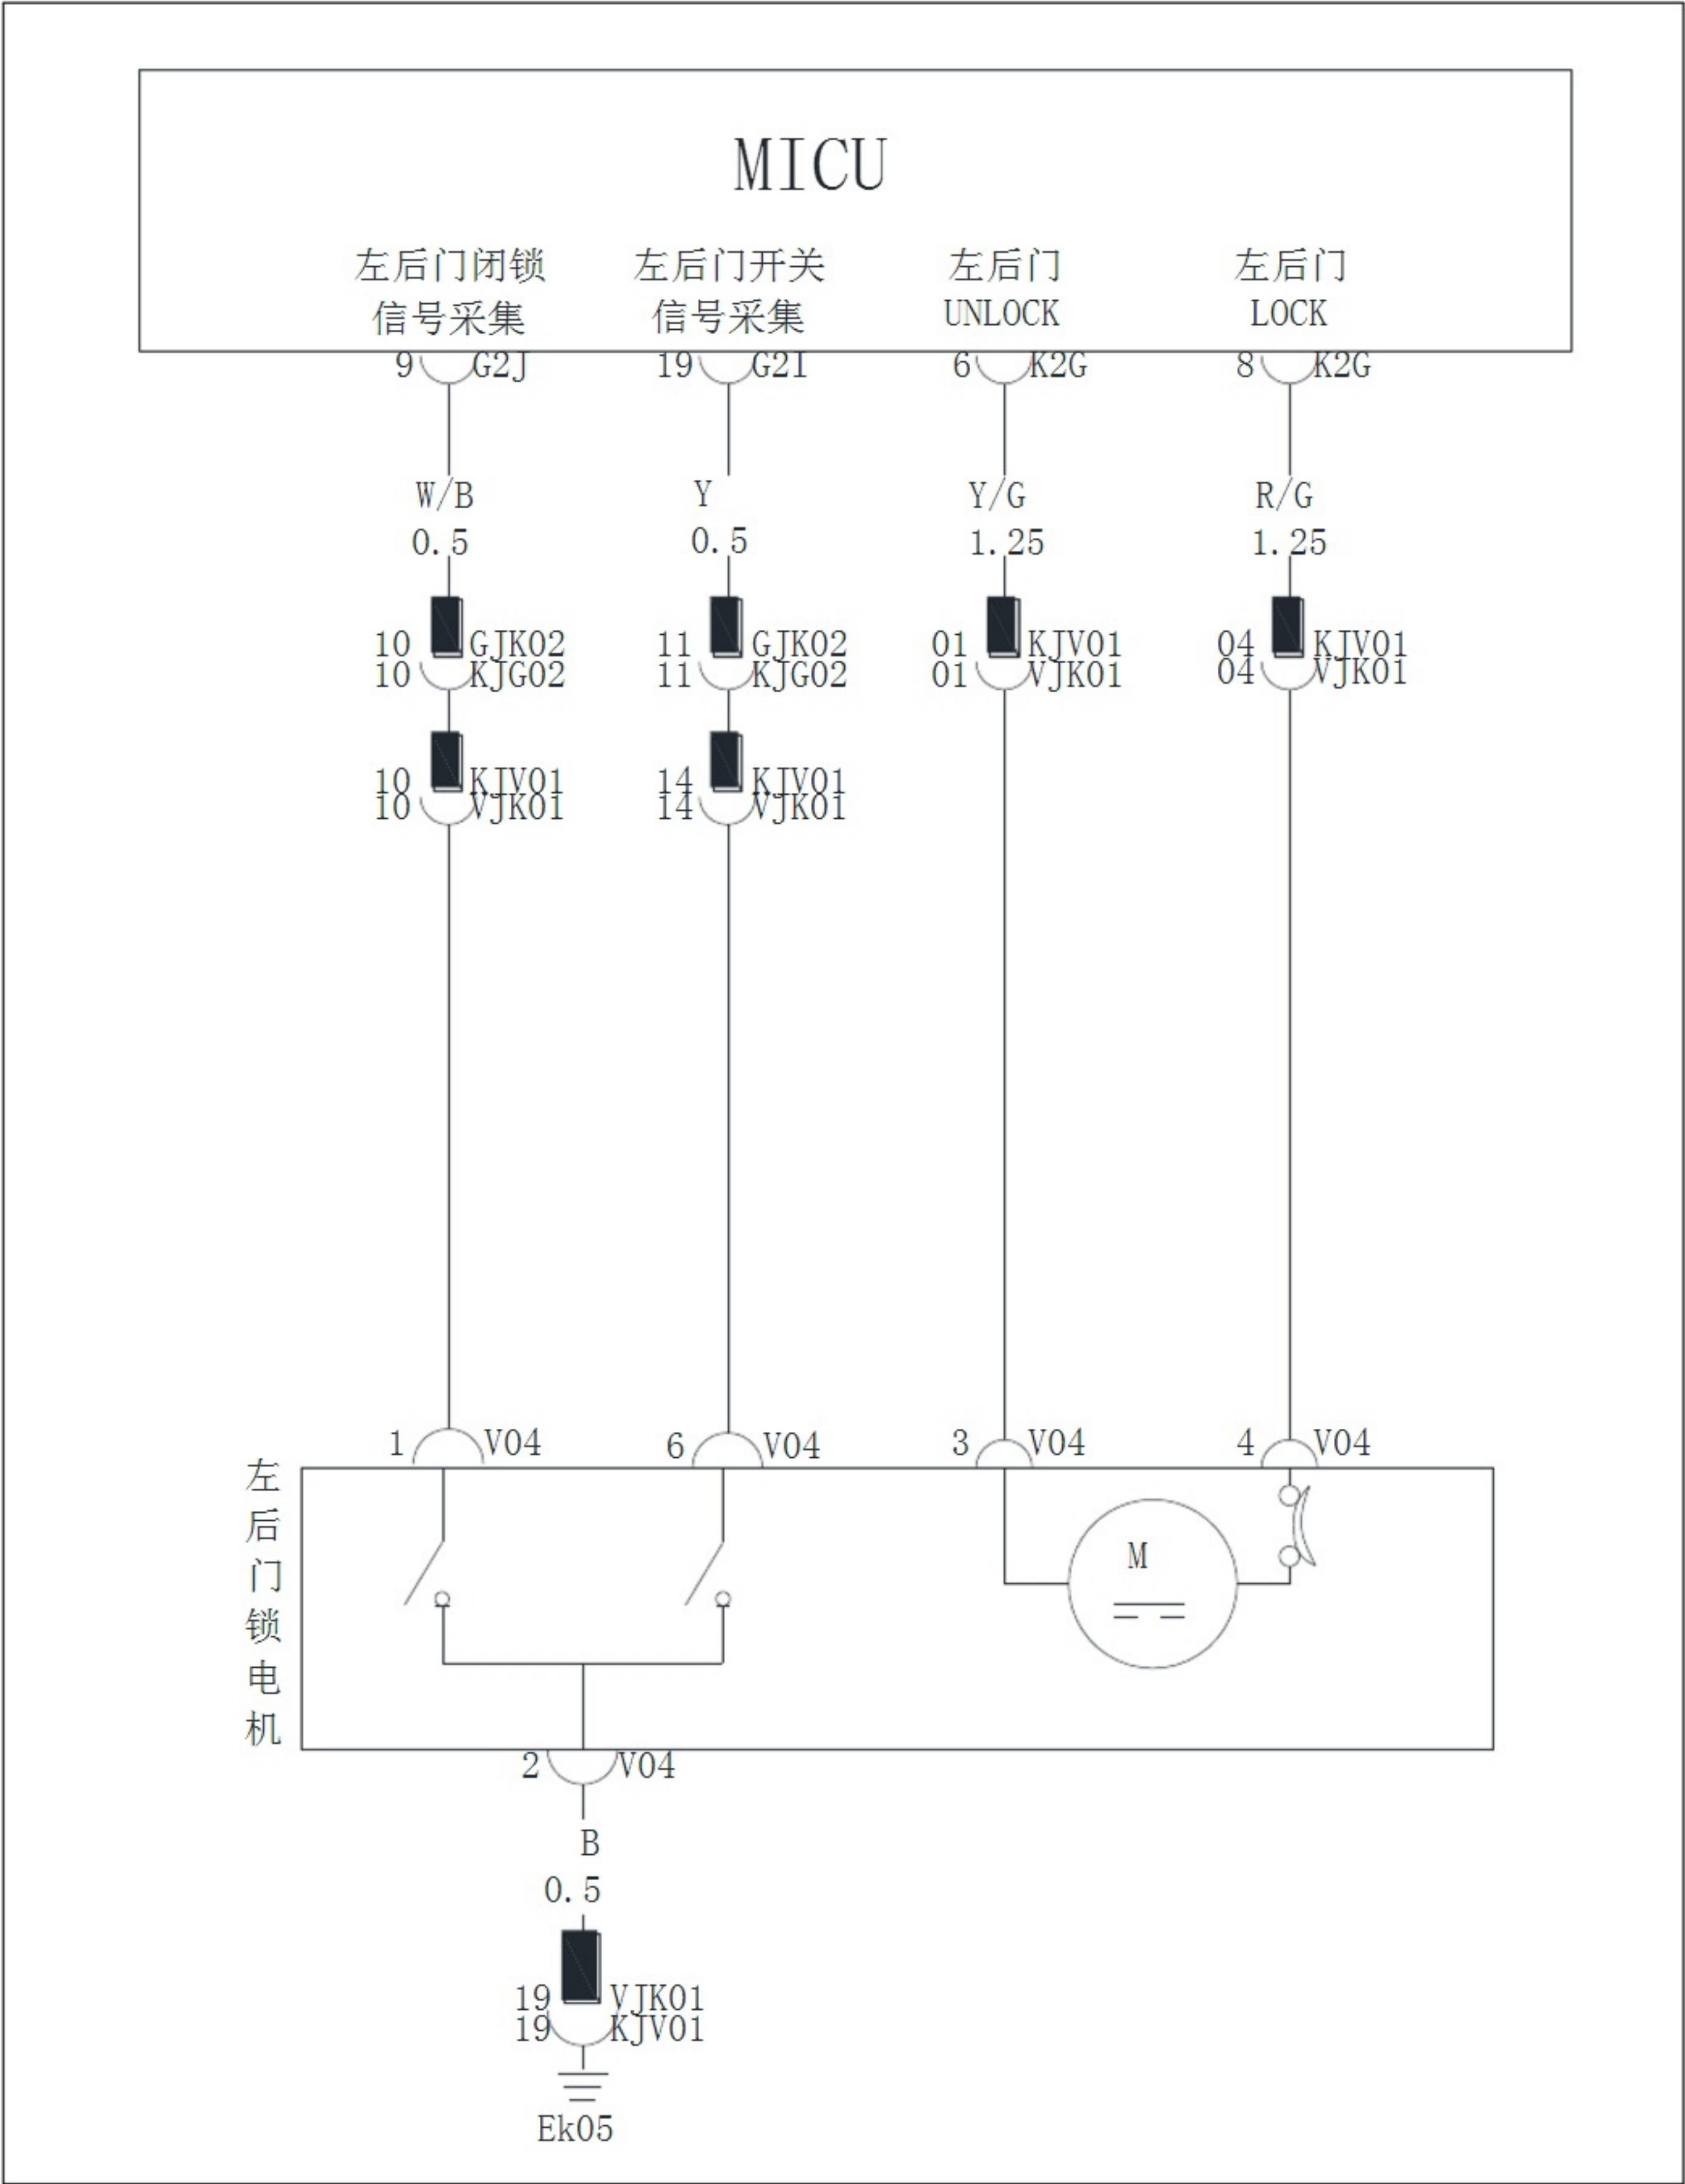 MICU
左后门闭锁 左后门开关 左后门 左后门
信号采集 信号采集 UNLOCK LOCK
9 G2J 19 G2I 6 K2G 8 K2G
W/B Y Y/G R/G
0.5 0.5 1.25 1.25
10 GJK02 11 GJK02 01 KJV01 04 KJV01
10 KJG02 11 KJG02 01 VJK01 04 VJK01
10 KJV01 14 KJV01
10 VJK01 14 VJK01
1 V04 6 V04 3 V04 4 V04
左后门锁电机
M
2 V04
B
0.5
19 VJK01
19 KJV01
Ek05